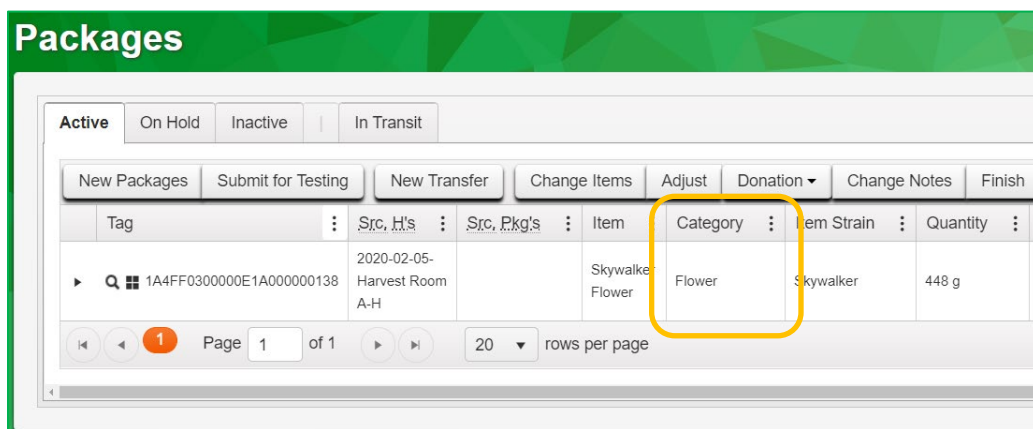 Packages
Active On Hold Inactive | In Transit
New Packages Submit for Testing New Transfer Change Items Adjust Donation Change Notes Finish
Tag Src, H's Src, Pkg's Item Category Item Strain Quantity
1A4FF0300000E1A000000138 2020-02-05- Harvest Room A-H Skywalker Flower Flower Skywalker 448 g
1 Page 1 of 1 20 rows per page